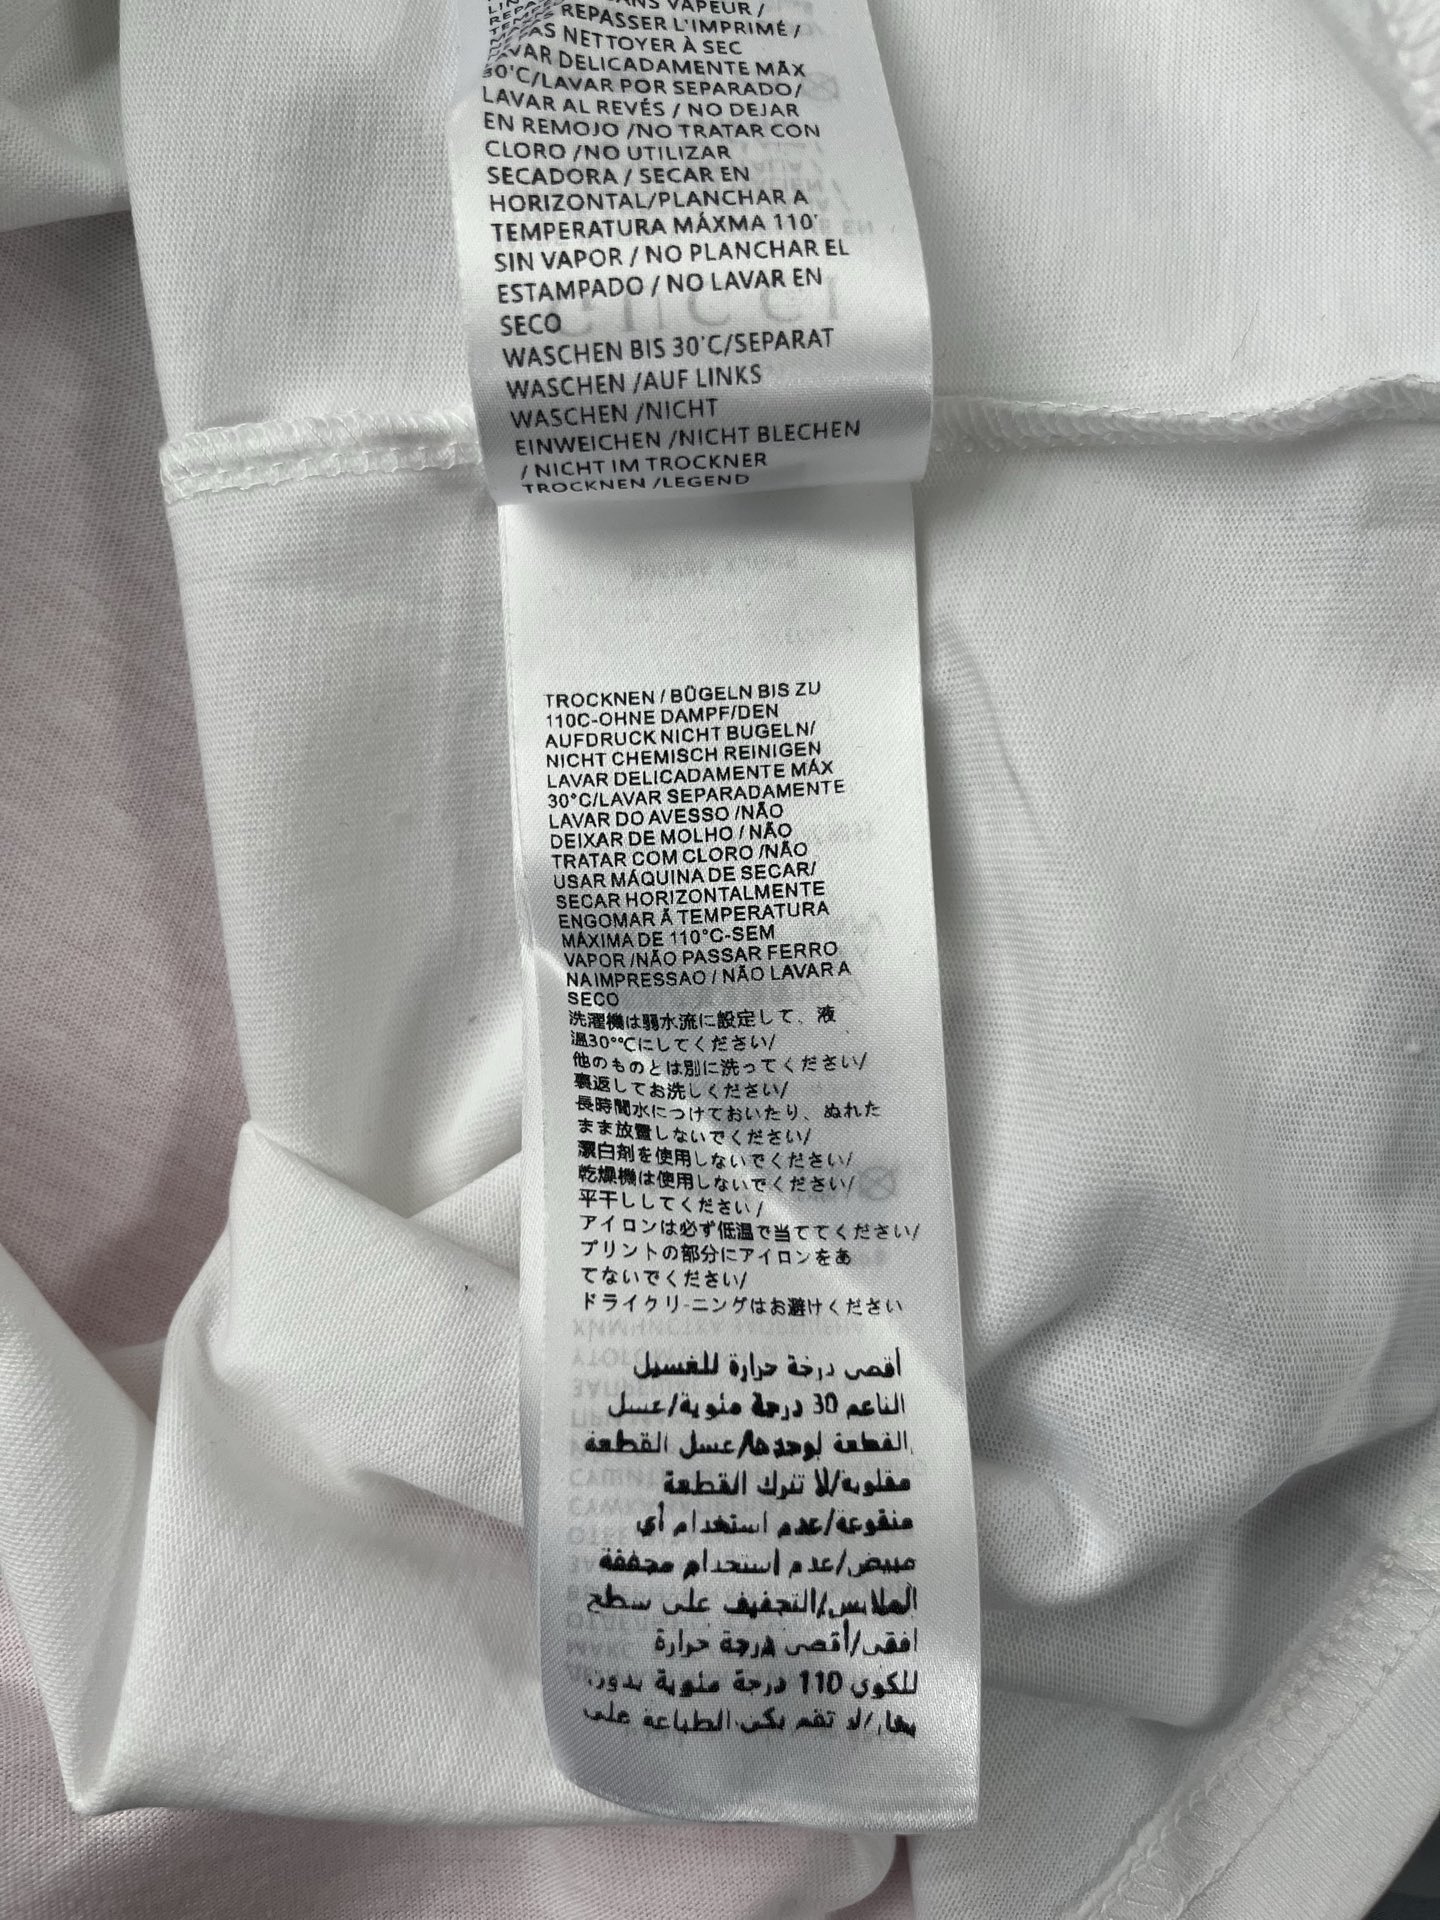 SANS VAPEUR /
REPASSER L'IMPRIMÉ /
PAS NETTOYER À SEC
LAVAR DELICADAMENTE MÃX
30'C/LAVAR POR SEPARADO/
LAVAR AL REVÉS / NO DEJAR
EN REMOJO /NO TRATAR CON
CLORO /NO UTILIZAR
SECADORA / SECAR EN
HORIZONTAL/PLANCHAR A
TEMPERATURA MÁXMA 110'
SIN VAPOR / NO PLANCHAR EL
ESTAMPADO / NO LAVAR EN
SECO
GUCCI
WASCHEN BIS 30'C/SEPARAT
WASCHEN /AUF LINKS
WASCHEN /NICHT
EINWEICHEN /NICHT BLECHEN
/ NICHT IM TROCKNER
TROCKNEN /LEGEND
TROCKNEN / BÜGELN BIS ZU
110C-OHNE DAMPF/DEN
AUFDRUCK NICHT BUGELN/
NICHT CHEMISCH REINIGEN
LAVAR DELICADAMENTE MÁX
30°C/LAVAR SEPARADAMENTE
LAVAR DO AVESSO /NÃO
DEIXAR DE MOLHO / NÃO
TRATAR COM CLORO /NÃO
USAR MÁQUINA DE SECAR/
SECAR HORIZONTALMENTE
ENGOMAR Ã TEMPERATURA
MÁXIMA DE 110°C-SEM
VAPOR /NÃO PASSAR FERRO
NA IMPRESSAO / NÃO LAVAR A
SECO
洗濯機は弱水流に設定して、液
温30°℃にしてください/
他のものとは別に洗ってください/
裏返してお洗しください/
長時間水につけておいたり、ぬれた
まま放置しないでください/
漂白剤を使用しないでください/
乾燥機は使用しないでください/
平干ししてください/
アイロンは必ず低温で当ててください/
プリントの部分にアイロンをあ
てないでください/
ドライクリ-ニングはお避けください
أقصى درخة حرارة للغسيل
الناعم 30 درجة مئوية/عسل
القطعة لوحدها/عسل القطعة
مقلوبة/لا تترك القطعة
منقوعة/عدم استغدام أي
مبيض/عدم استحدام محففة
الملابس/التجفيف على سطح
افقى/أقصى درجة حرارة
للكوى 110 درجة مئوية بدون
بخار/لا تقم بكى الطباعة على